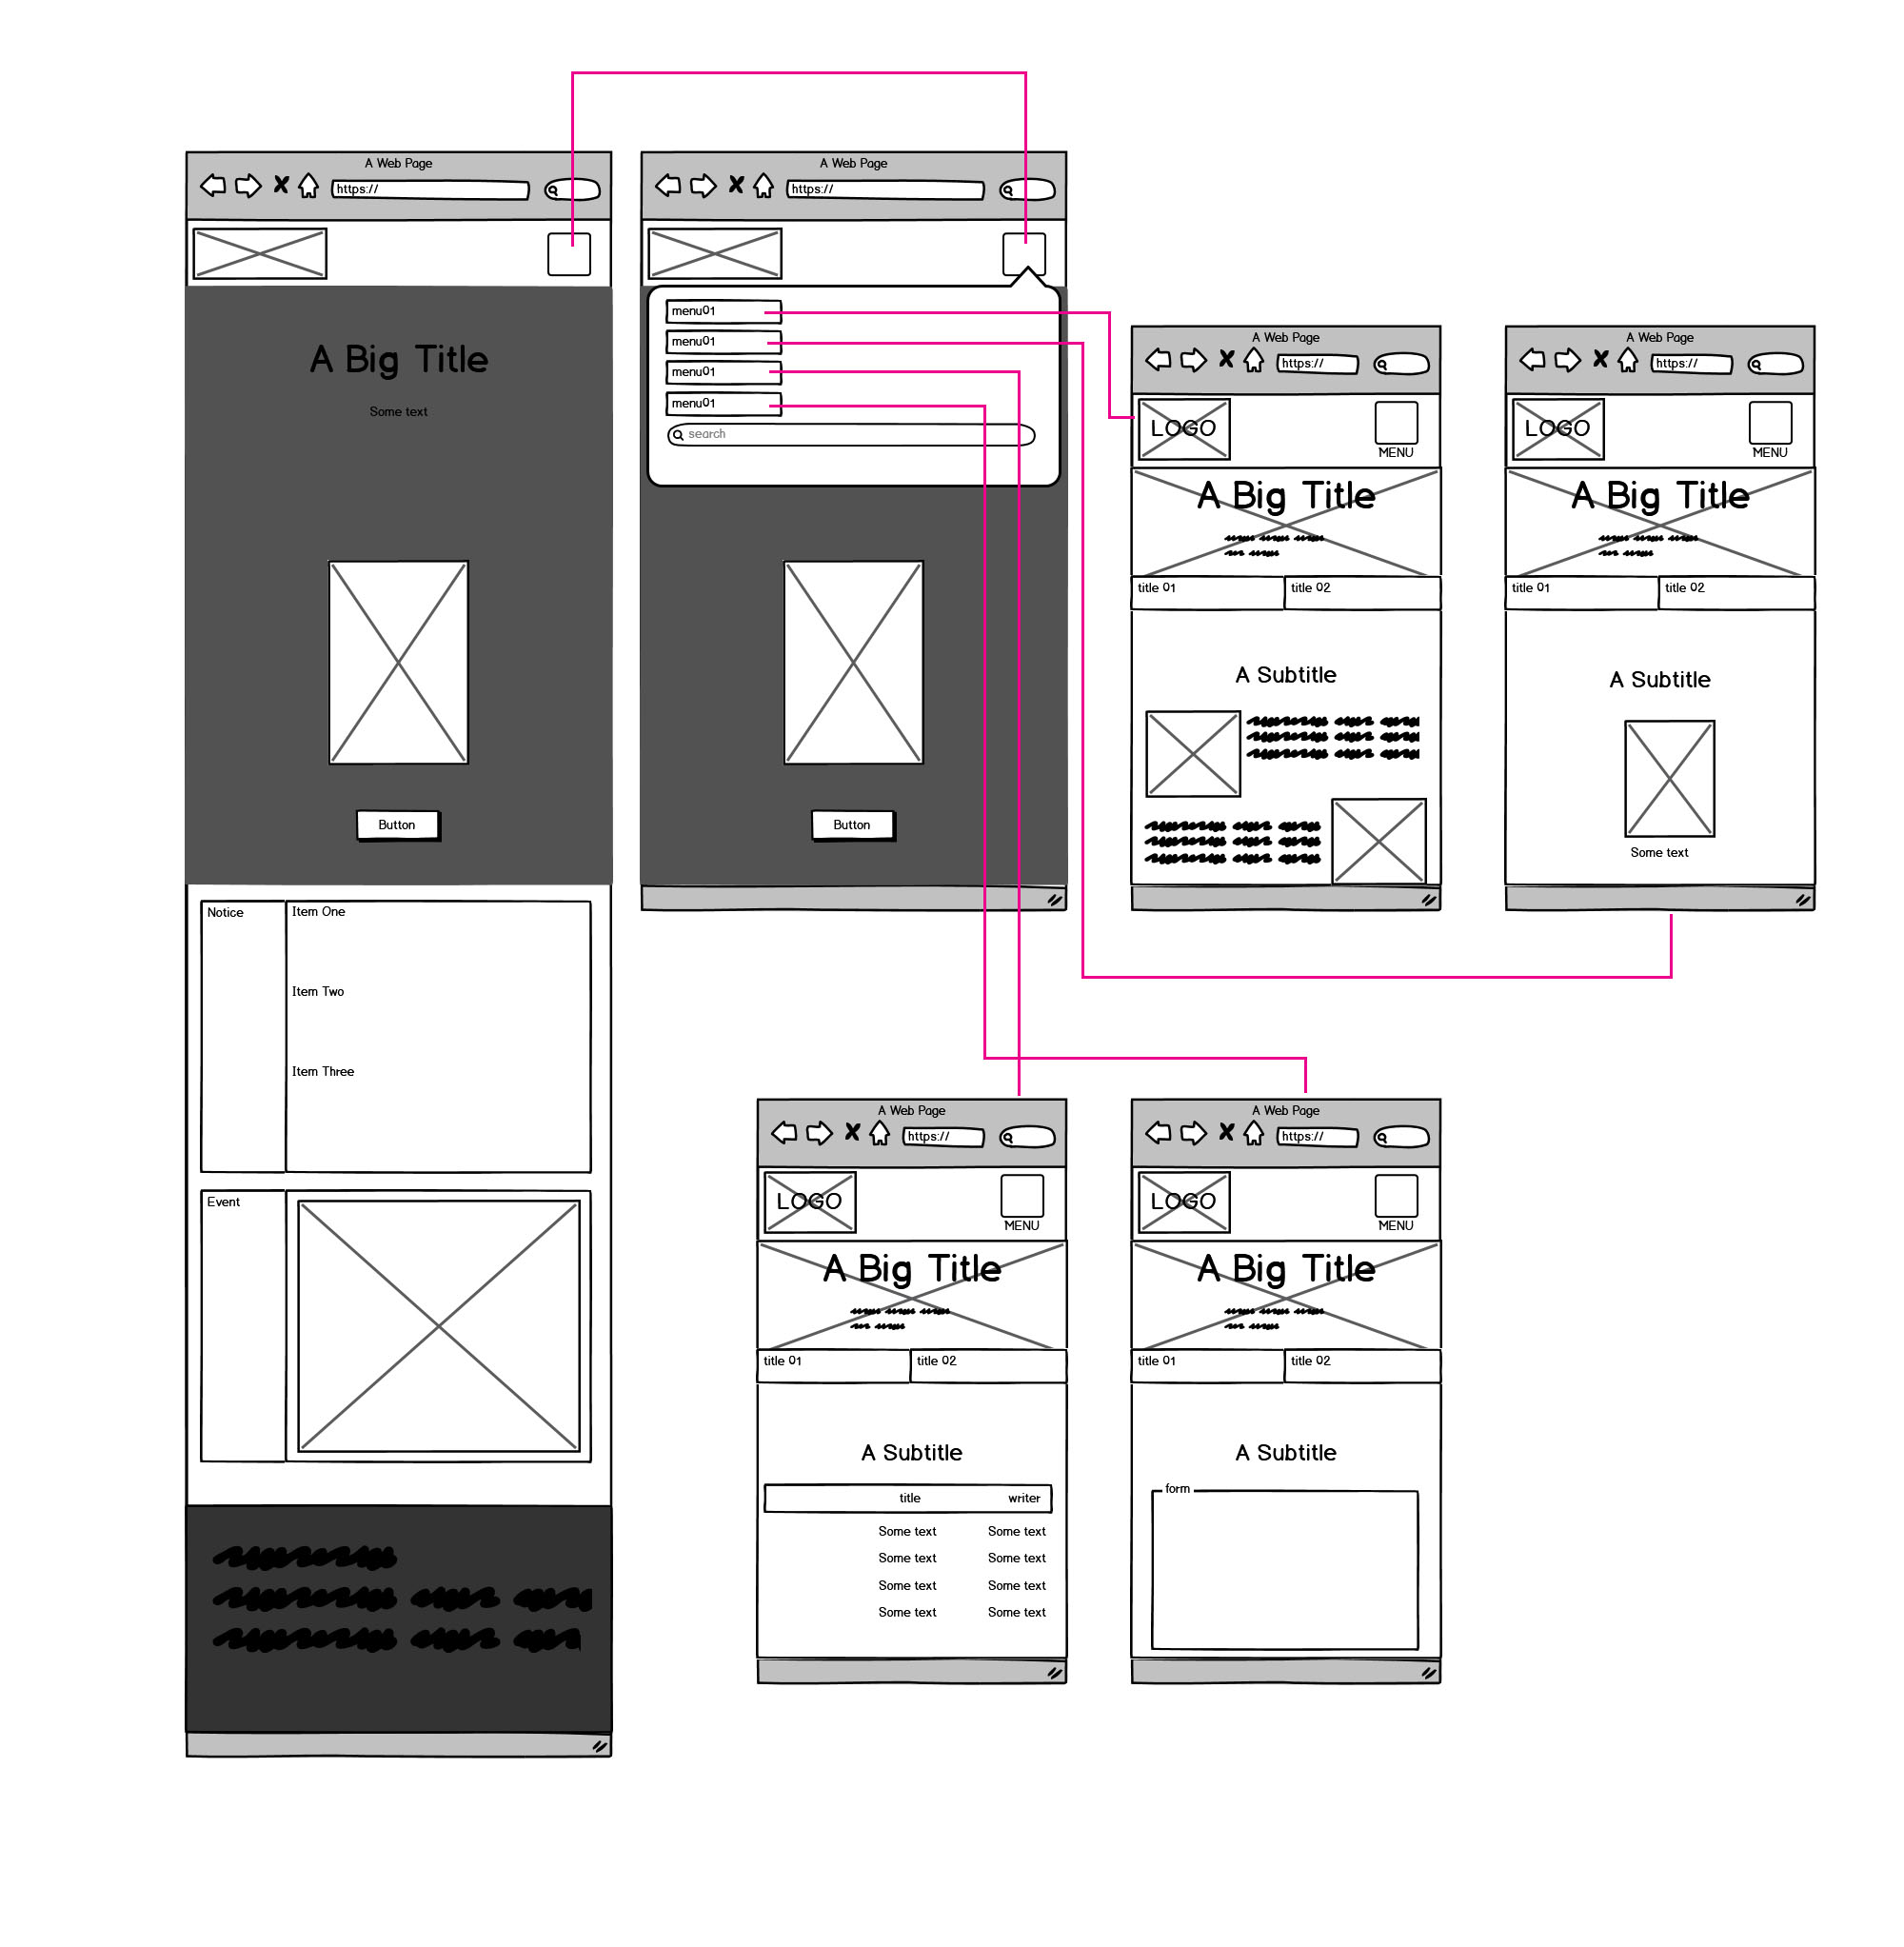 A Web Page
https://
A Big Title
Some text
Button
Notice
Item One
Item Two
Item Three
Event
A Web Page
https://
menu01
menu01
menu01
menu01
search
Button
A Web Page
https://
LOGO
MENU
A Big Title
title 01 title 02
A Subtitle
A Web Page
https://
LOGO
MENU
A Big Title
title 01 title 02
A Subtitle
Some text
A Web Page
https://
LOGO
MENU
A Big Title
title 01 title 02
A Subtitle
title writer
Some text Some text
Some text Some text
Some text Some text
Some text Some text
A Web Page
https://
LOGO
MENU
A Big Title
title 01 title 02
A Subtitle
form